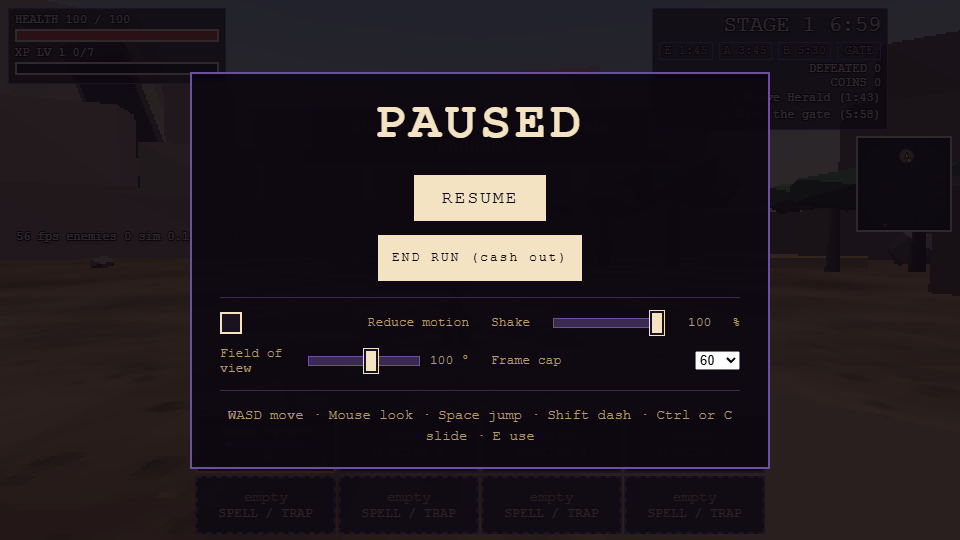 HEALTH 100 / 100
XP LV 1 0/7
STAGE 1 6:59
E 1:45 A 3:45 B 5:30 GATE
DEFEATED 0
COINS 0
ve Herald (1:43)
the gate (5:58)
PAUSED
RESUME
56 fps enemies 0 sim 0.1
END RUN (cash out)
Reduce motion
Shake 100 %
Field of view 100 °
Frame cap 60
WASD move · Mouse look · Space jump · Shift dash · Ctrl or C
slide · E use
empty empty empty empty
SPELL / TRAP SPELL / TRAP SPELL / TRAP SPELL / TRAP